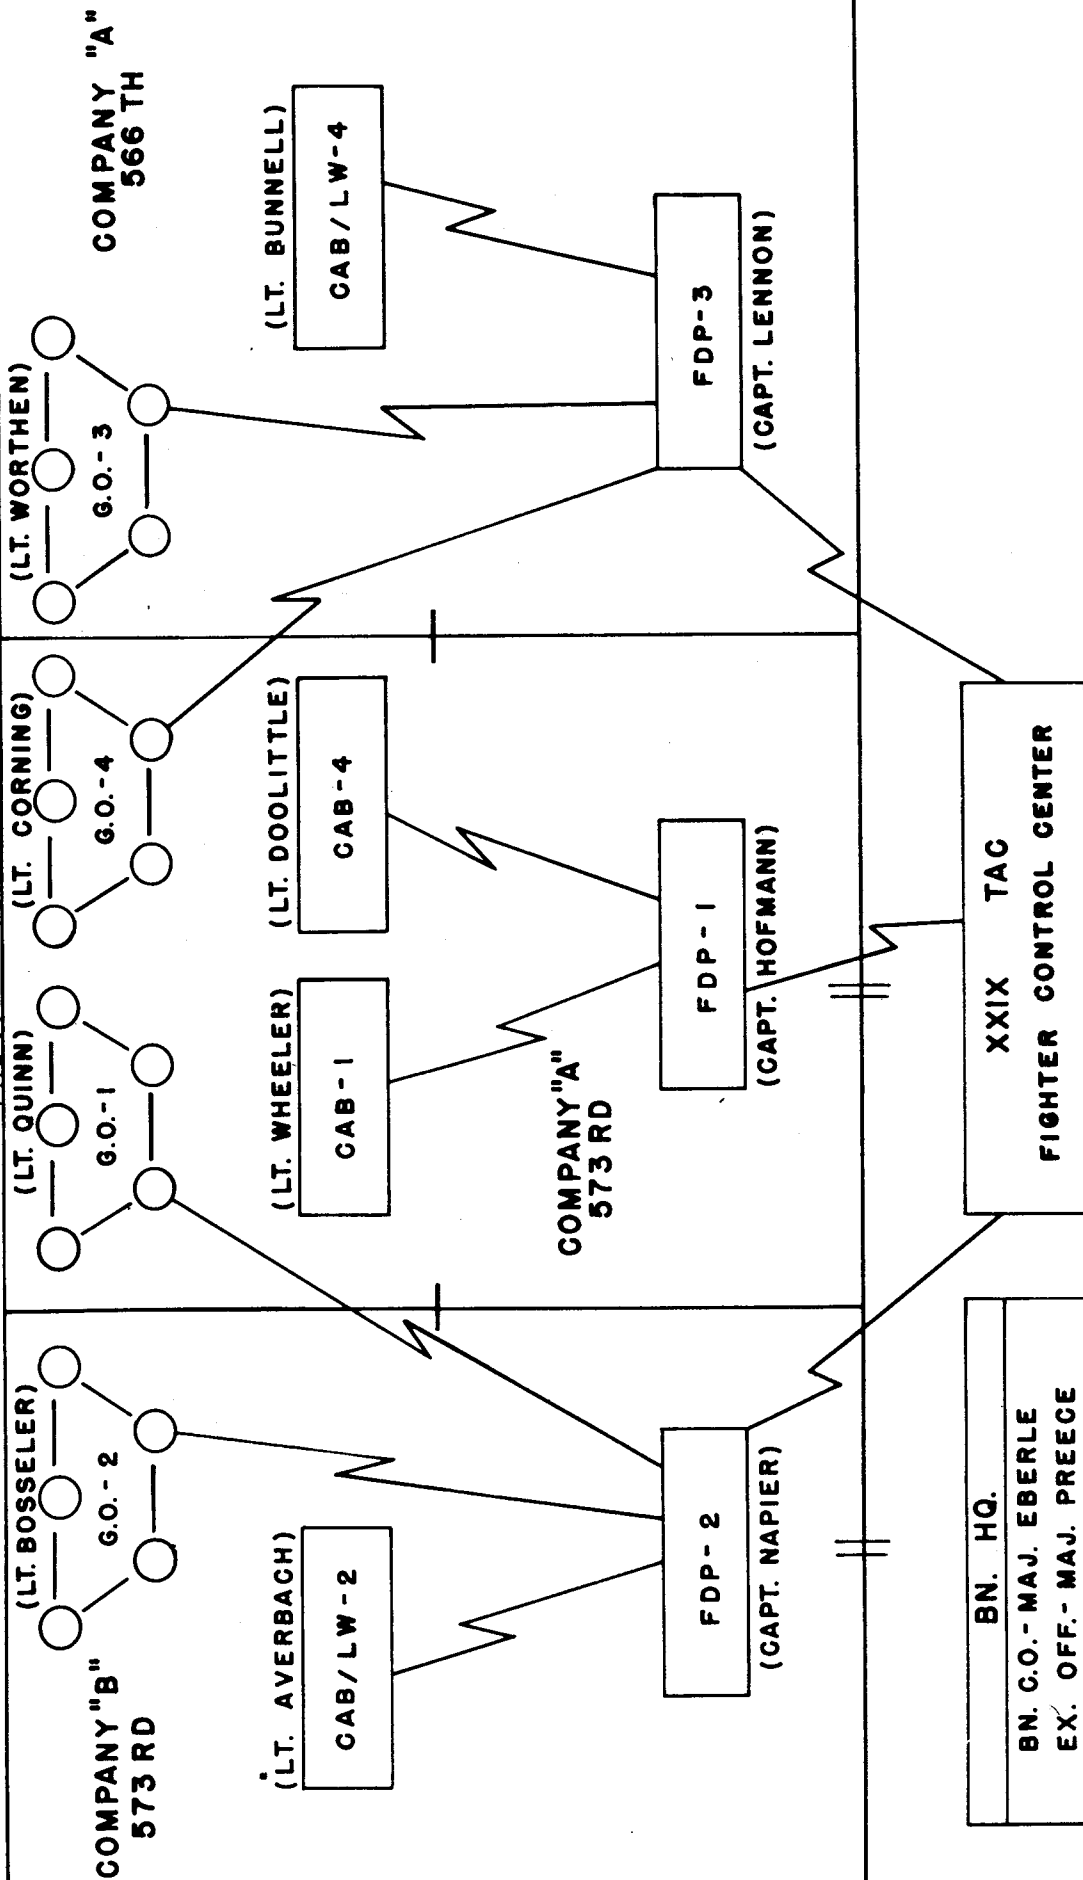 (LT. BOSSELER)
G.O.-2
COMPANY "B"
573 RD
(LT. QUINN)
G.O.-1
(LT. CORNING)
G.O.-4
(LT. WORTHEN)
G.O.-3
COMPANY "A"
566 TH
(LT. AVERBACH)
CAB/LW-2
(LT. WHEELER)
CAB-1
(LT. DOOLITTLE)
CAB-4
(LT. BUNNELL)
CAB/LW-4
COMPANY "A"
573 RD
FDP-2
(CAPT. NAPIER)
FDP-1
(CAPT. HOFMANN)
FDP-3
(CAPT. LENNON)
BN. HQ.
BN. C.O.- MAJ. EBERLE
EX. OFF.- MAJ. PREECE
XXIX TAC
FIGHTER CONTROL CENTER